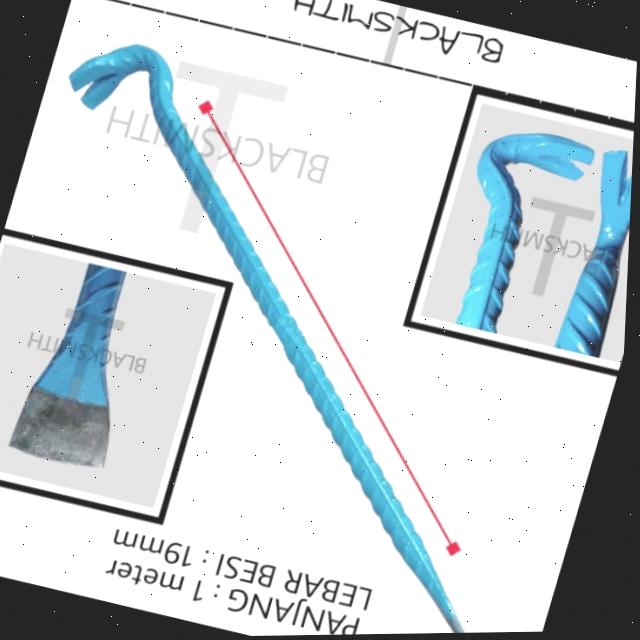 PANJANG : 1 meter
LEBAR BESI : 19mm
BLACKSMITH
BLACKSMITH
BLACKSMITH
BLACKSMITH